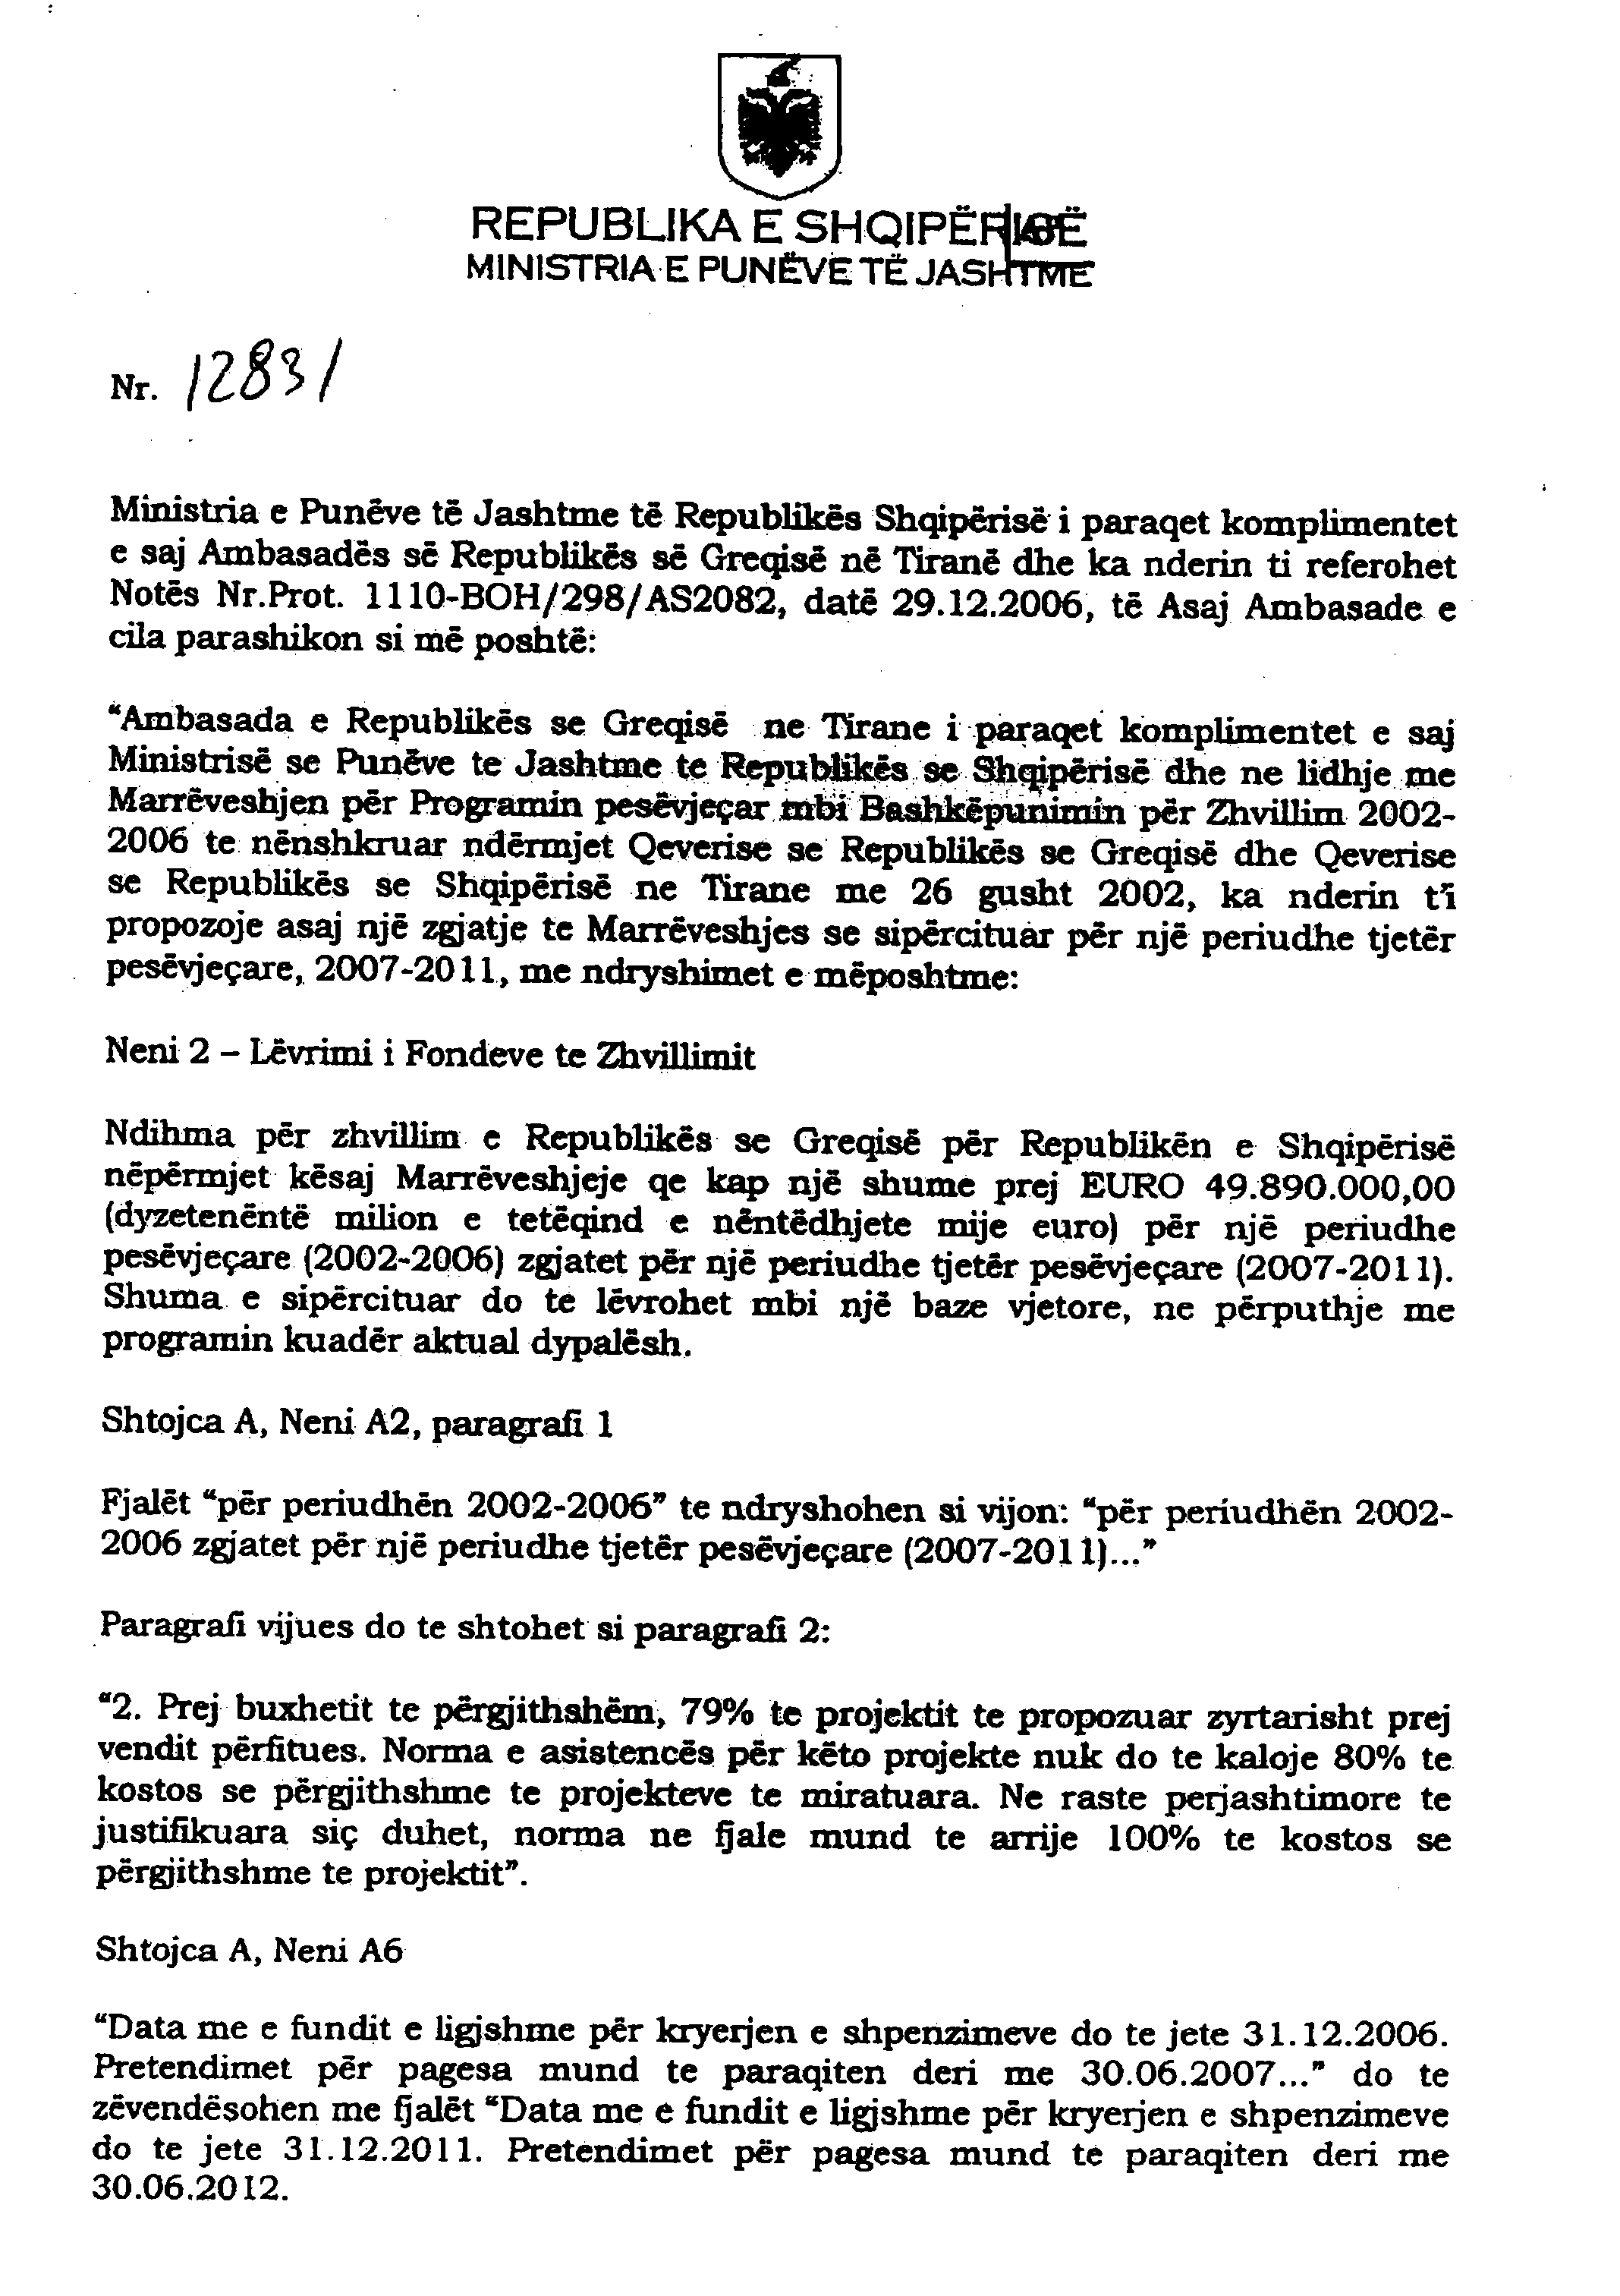 REPUBLIKA E SHQIPËRISË
MINISTRIA E PUNËVE TË JASHTME
Nr. 12831
Ministria e Punëve të Jashtme të Republikës Shqipërisë i paraqet komplimentet
e saj Ambasadës së Republikës së Greqisë në Tiranë dhe ka nderin ti referohet
Notës Nr.Prot. 1110-BOH/298/AS2082, datë 29.12.2006, të Asaj Ambasade e
cila parashikon si më poshtë:
“Ambasada e Republikës se Greqisë ne Tirane i paraqet komplimentet e saj
Ministrisë se Punëve te Jashtme te Republikës se Shqipërisë dhe ne lidhje me
Marrëveshjen për Programin pesëvjeçar mbi Bashkëpunimin për Zhvillim 2002-
2006 te nënshkruar ndërmjet Qeverise se Republikës se Greqisë dhe Qeverise
se Republikës se Shqipërisë ne Tirane me 26 gusht 2002, ka nderin t’i
propozoje asaj një zgjatje te Marrëveshjes se sipërcituar për një periudhe tjetër
pesëvjeçare, 2007-2011, me ndryshimet e mëposhtme:
Neni 2 – Lëvrimi i Fondeve te Zhvillimit
Ndihma për zhvillim e Republikës se Greqisë për Republikën e Shqipërisë
nëpërmjet kësaj Marrëveshjeje qe kap një shume prej EURO 49.890.000,00
(dyzetenëntë milion e tetëqind e nëntëdhjete mije euro) për një periudhe
pesëvjeçare (2002-2006) zgjatet për një periudhe tjetër pesëvjeçare (2007-2011).
Shuma e sipërcituar do te lëvrohet mbi një baze vjetore, ne përputhje me
programin kuadër aktual dypalësh.
Shtojca A, Neni A2, paragrafi 1
Fjalët “për periudhën 2002-2006” te ndryshohen si vijon: “për periudhën 2002-
2006 zgjatet për një periudhe tjetër pesëvjeçare (2007-2011)...”
Paragrafi vijues do te shtohet si paragrafi 2:
“2. Prej buxhetit te përgjithshëm, 79% te projektit te propozuar zyrtarisht prej
vendit përfitues. Norma e asistencës për këto projekte nuk do te kaloje 80% te
kostos se përgjithshme te projekteve te miratuara. Ne raste perjashtimore te
justifikuara siç duhet, norma ne fjale mund te arrije 100% te kostos se
përgjithshme te projektit”.
Shtojca A, Neni A6
“Data me e fundit e ligjshme për kryerjen e shpenzimeve do te jete 31.12.2006.
Pretendimet për pagesa mund te paraqiten deri me 30.06.2007...” do te
zëvendësohen me fjalët “Data me e fundit e ligjshme për kryerjen e shpenzimeve
do te jete 31.12.2011. Pretendimet për pagesa mund te paraqiten deri me
30.06.2012.